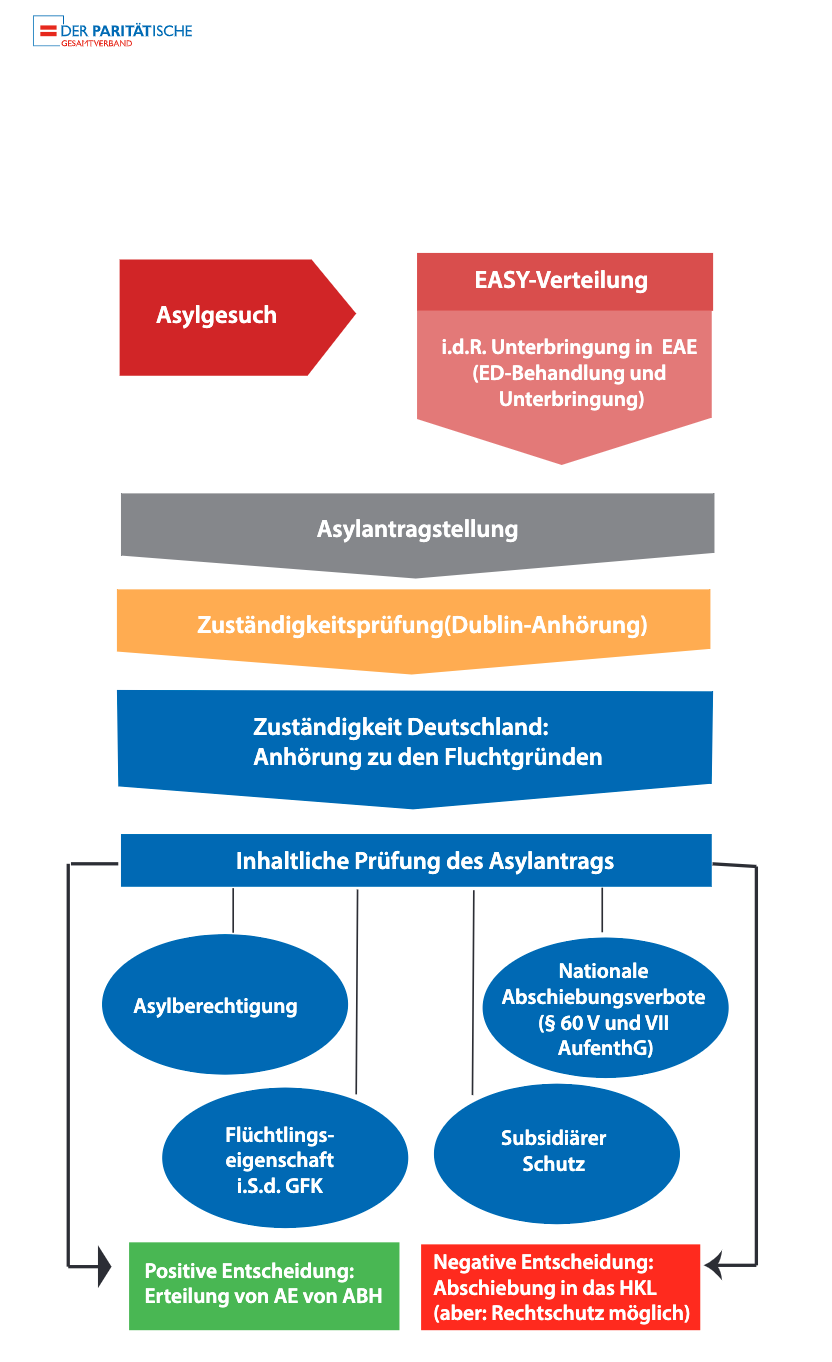 DER PARITÄTISCHE
GESAMTVERBAND
Asylgesuch
EASY-Verteilung
i.d.R. Unterbringung in EAE
(ED-Behandlung und
Unterbringung)
Asylantragstellung
Zuständigkeitsprüfung(Dublin-Anhörung)
Zuständigkeit Deutschland:
Anhörung zu den Fluchtgründen
Inhaltliche Prüfung des Asylantrags
Asylberechtigung
Nationale
Abschiebungsverbote
(§ 60 V und VII
AufenthG)
Flüchtlings-
eigenschaft
i.S.d. GFK
Subsidiärer
Schutz
Positive Entscheidung:
Erteilung von AE von ABH
Negative Entscheidung:
Abschiebung in das HKL
(aber: Rechtschutz möglich)